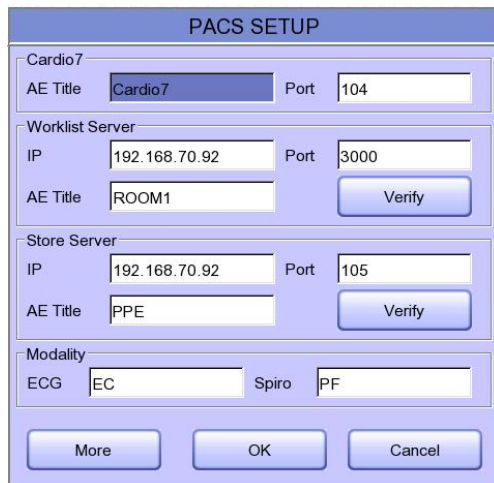 PACS SETUP
Cardio7
AE Title Cardio7 Port 104
Worklist Server
IP 192.168.70.92 Port 3000
AE Title ROOM1 Verify
Store Server
IP 192.168.70.92 Port 105
AE Title PPE Verify
Modality
ECG EC Spiro PF
More OK Cancel